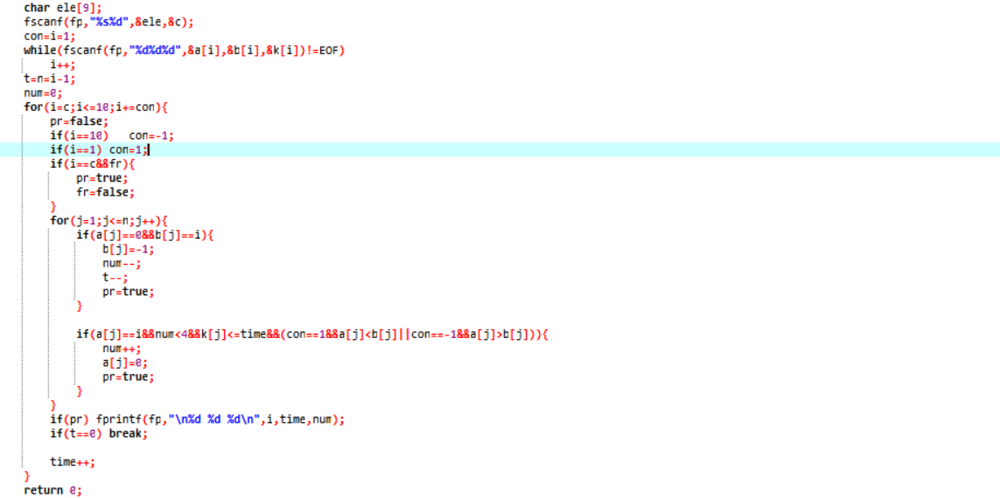 char ele[9];
fscanf(fp,"%s%d",&ele,&c);
con=i=1;
while(fscanf(fp,"%d%d%d",&a[i],&b[i],&k[i])!=EOF)
i++;
t=n=i-1;
num=0;
for(i=c;i<=10;i+=con){
pr=false;
if(i==10) con=-1;
if(i==1) con=1;
if(i==c&&fr){
pr=true;
fr=false;
}
for(j=1;j<=n;j++){
if(a[j]==0&&b[j]==i){
b[j]=-1;
num--;
t--;
pr=true;
}
if(a[j]==i&&num<4&&k[j]<=time&&(con==1&&a[j]<b[j]||con==-1&&a[j]>b[j])){
num++;
a[j]=0;
pr=true;
}
}
if(pr) fprintf(fp,"\n%d %d %d\n",i,time,num);
if(t==0) break;
time++;
}
return 0;